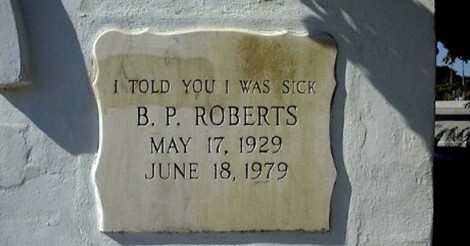 I TOLD YOU I WAS SICK
B. P. ROBERTS
MAY 17, 1929
JUNE 18, 1979